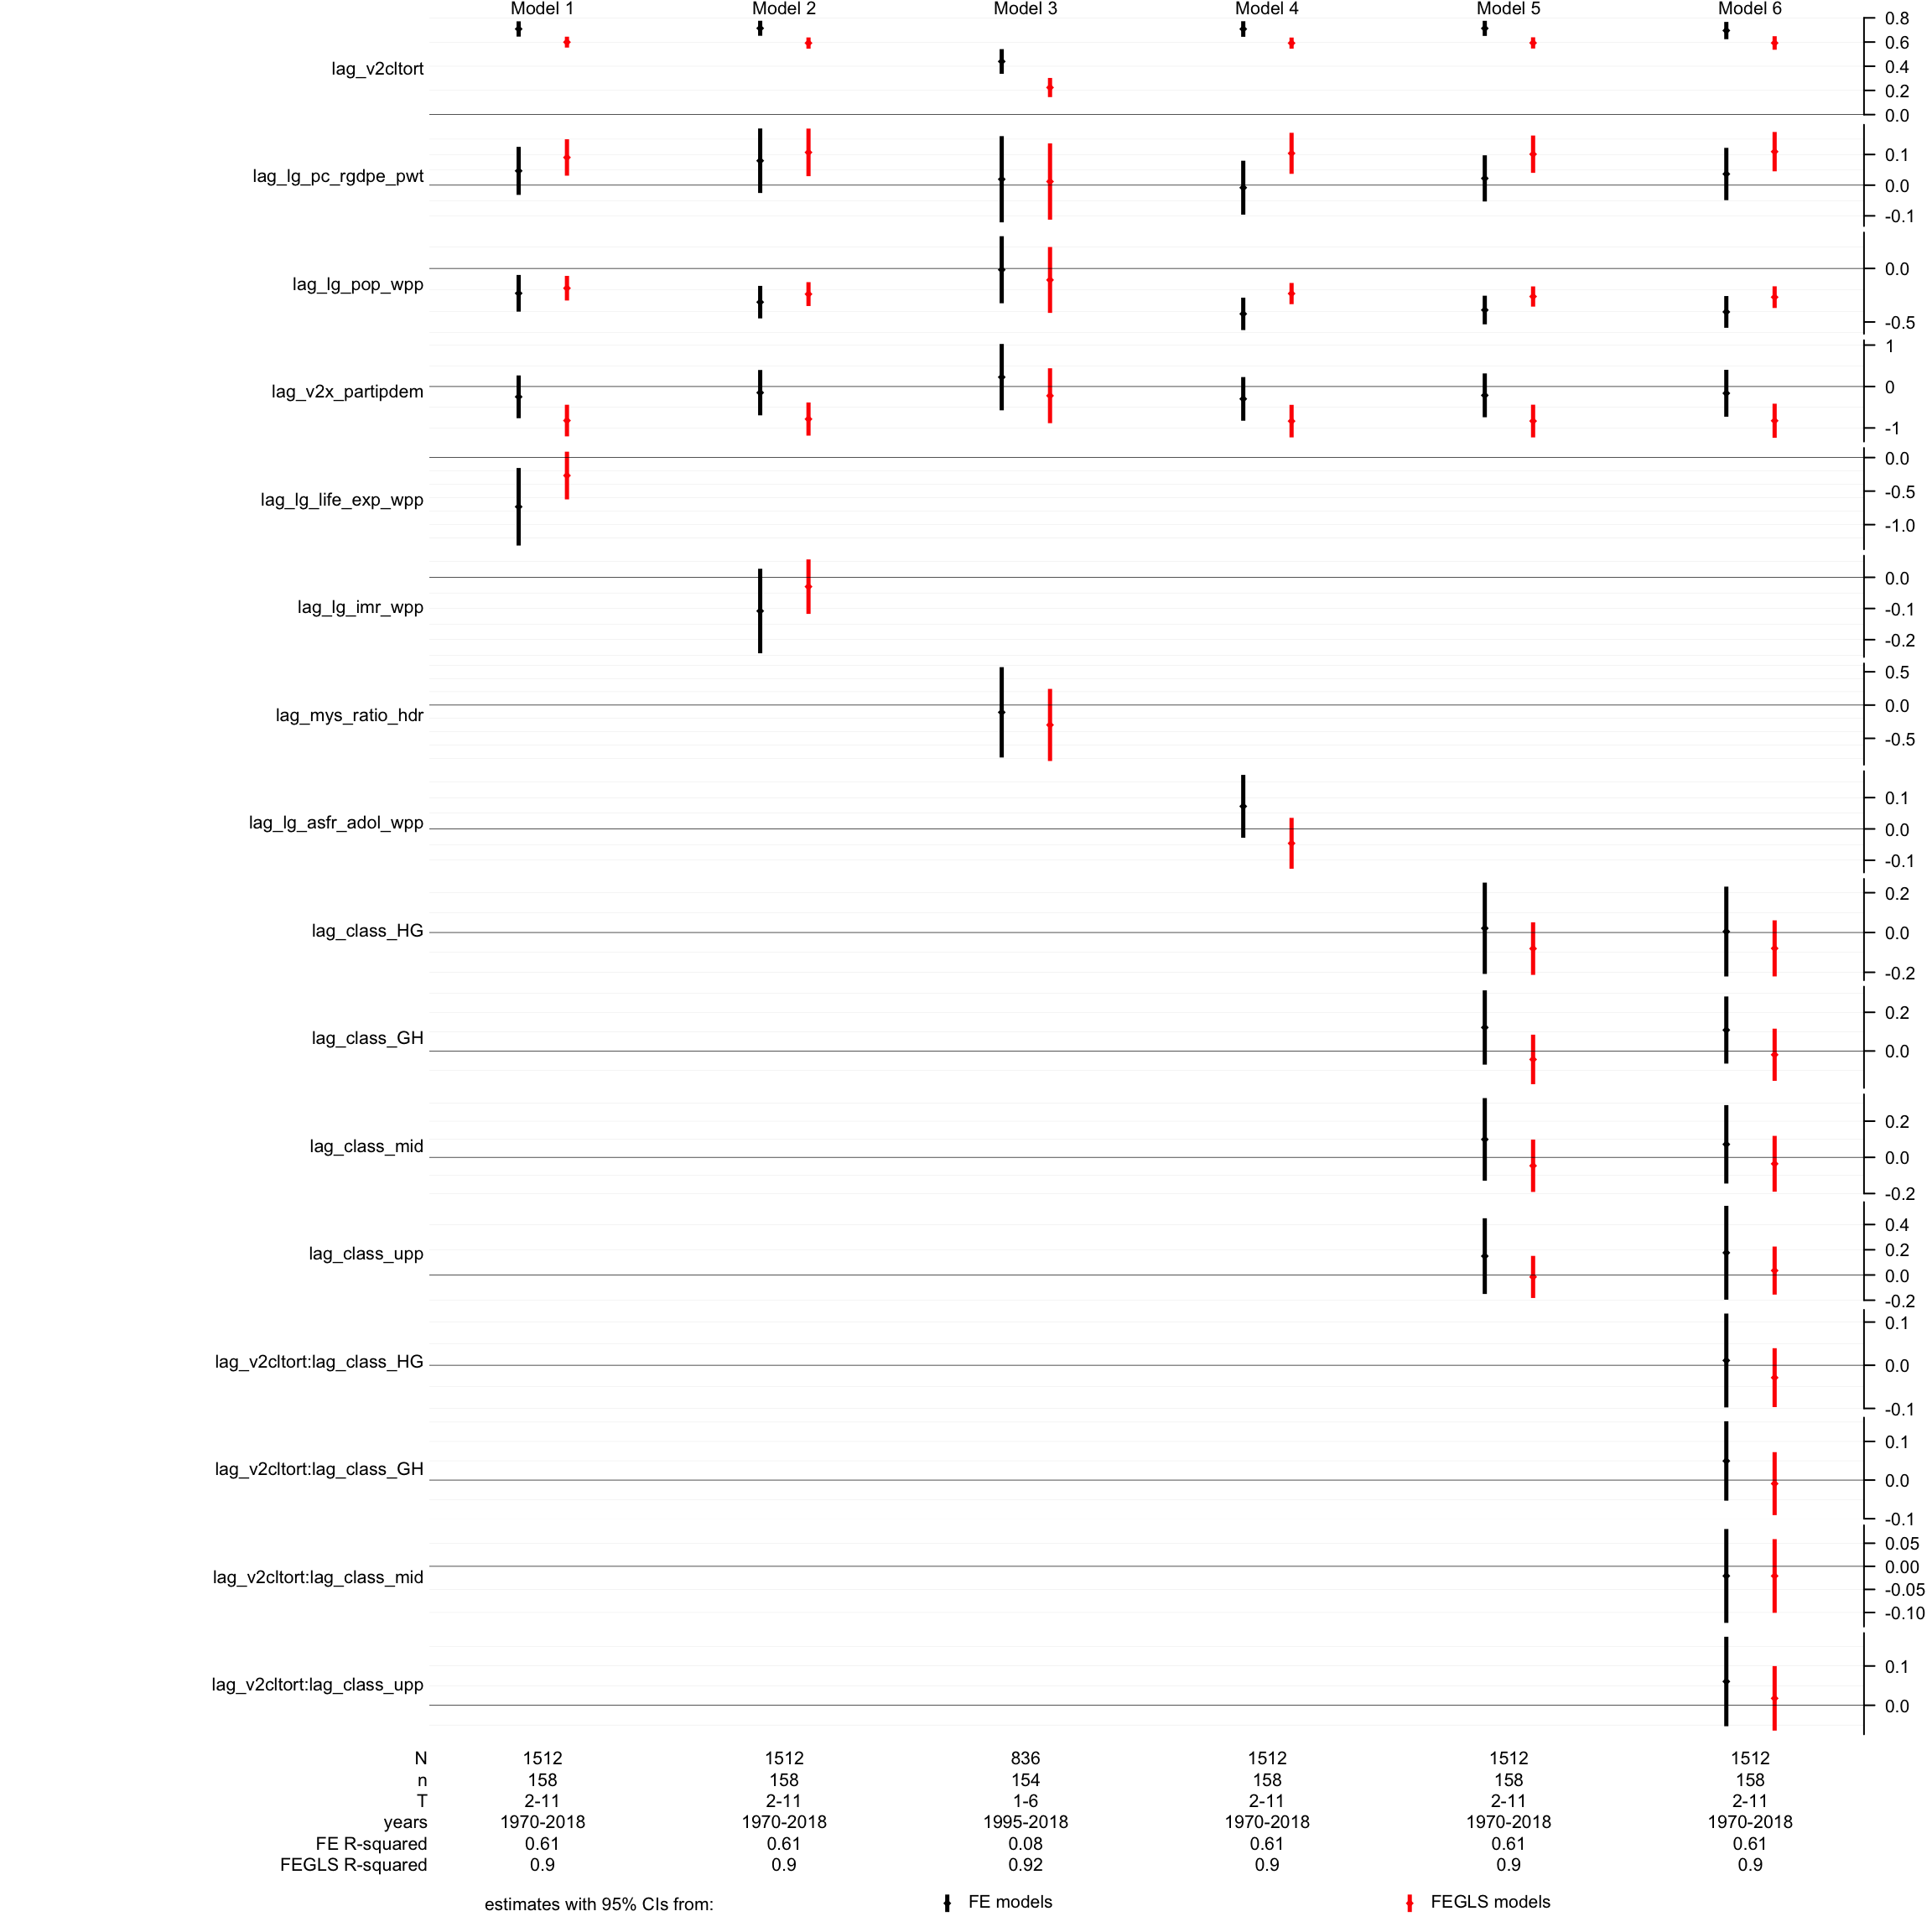 Model 1 Model 2 Model 3 Model 4 Model 5 Model 6
lag_v2cltort
0.8
0.6
0.4
0.2
0.0
lag_lg_pc_rgdpe_pwt
0.1
0.0
-0.1
lag_lg_pop_wpp
0.0
-0.5
lag_v2x_partipdem
1
0
-1
lag_lg_life_exp_wpp
0.0
-0.5
-1.0
lag_lg_imr_wpp
0.0
-0.1
-0.2
lag_mys_ratio_hdr
0.5
0.0
-0.5
lag_lg_asfr_adol_wpp
0.1
0.0
-0.1
lag_class_HG
0.2
0.0
-0.2
lag_class_GH
0.2
0.0
lag_class_mid
0.2
0.0
-0.2
lag_class_upp
0.4
0.2
0.0
-0.2
lag_v2cltort:lag_class_HG
0.1
0.0
-0.1
lag_v2cltort:lag_class_GH
0.1
0.0
-0.1
lag_v2cltort:lag_class_mid
0.05
0.00
-0.05
-0.10
lag_v2cltort:lag_class_upp
0.1
0.0
N 1512 1512 836 1512 1512 1512
n 158 158 154 158 158 158
T 2-11 2-11 1-6 2-11 2-11 2-11
years 1970-2018 1970-2018 1995-2018 1970-2018 1970-2018 1970-2018
FE R-squared 0.61 0.61 0.08 0.61 0.61 0.61
FEGLS R-squared 0.9 0.9 0.92 0.9 0.9 0.9
estimates with 95% CIs from: FE models FEGLS models